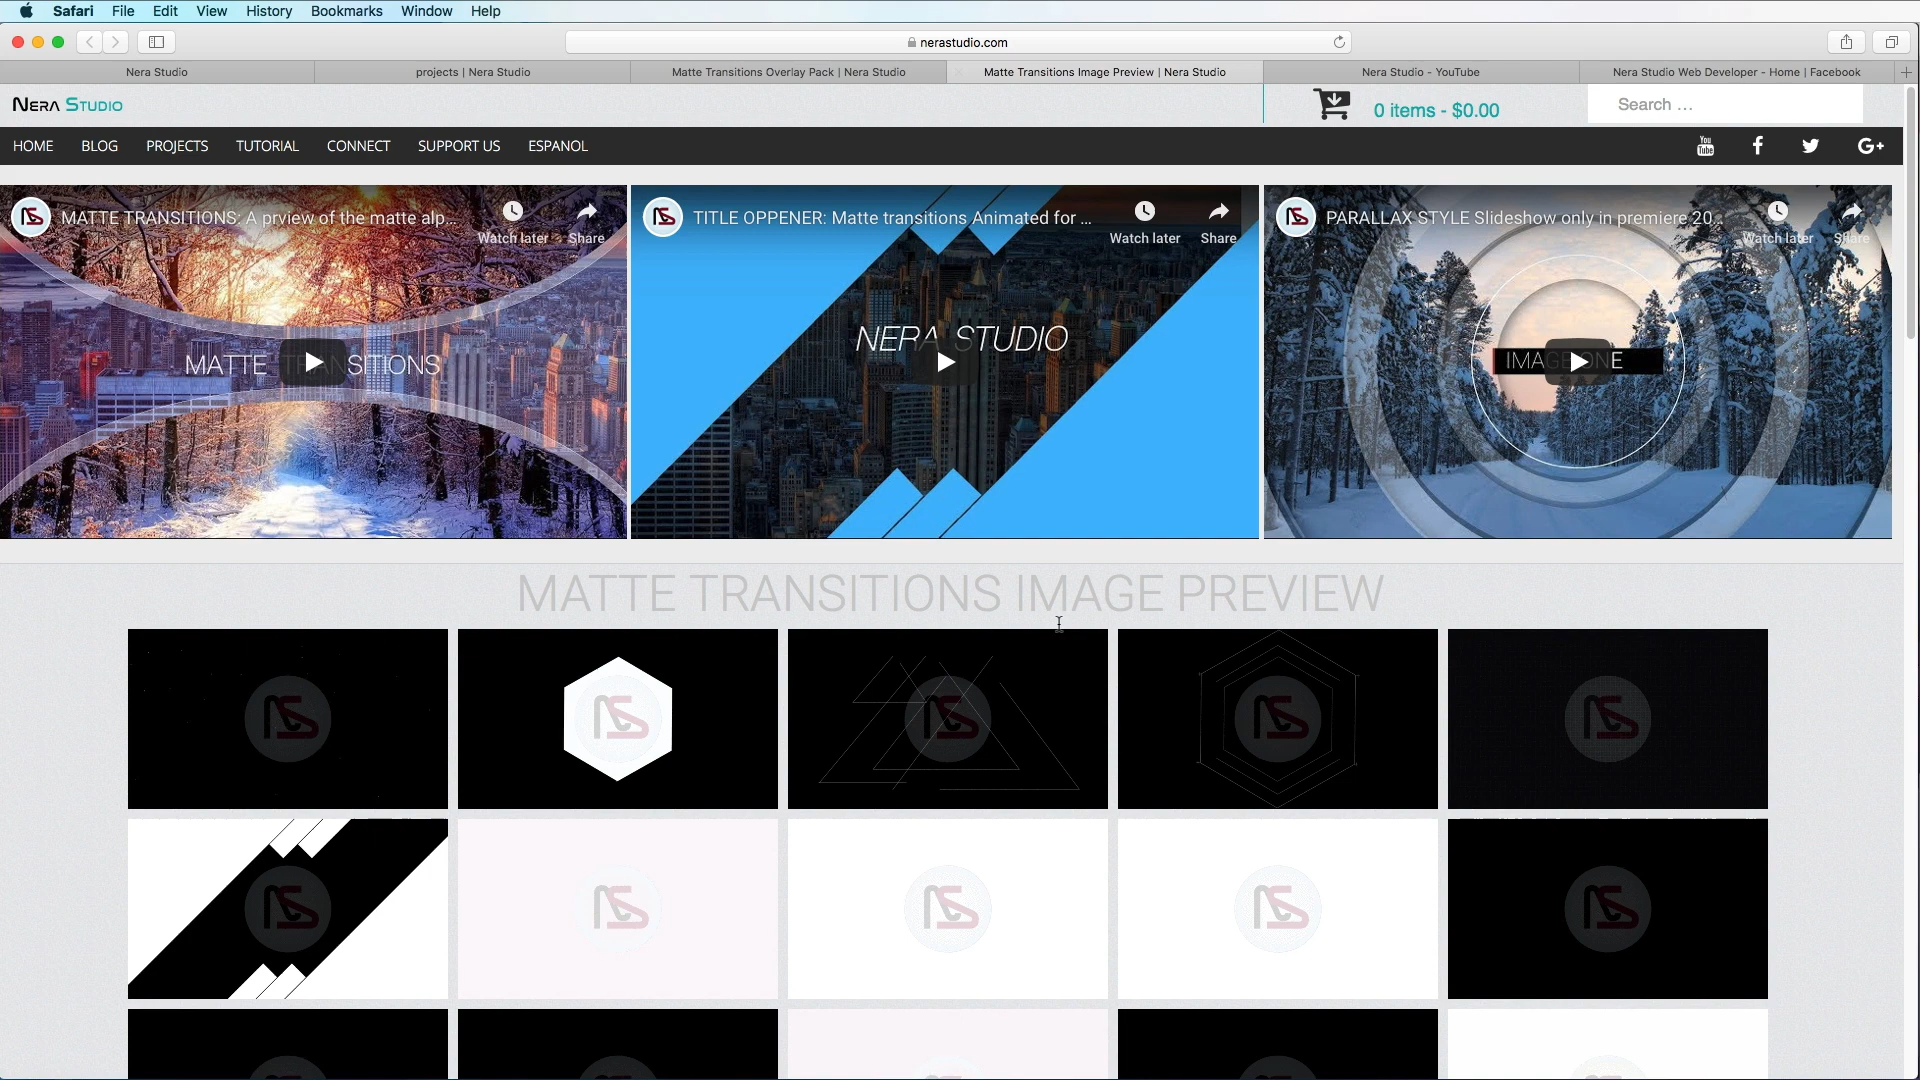 Safari File Edit View History Bookmarks Window Help
nerastudio.com
Nera Studio
projects | Nera Studio
Matte Transitions Overlay Pack | Nera Studio
Matte Transitions Image Preview | Nera Studio
Nera Studio - YouTube
Nera Studio Web Developer - Home | Facebook
NERA STUDIO
0 items - $0.00
Search ...
HOME BLOG PROJECTS TUTORIAL CONNECT SUPPORT US ESPANOL
You Tube
G+
MATTE TRANSITIONS: A prview of the matte alp...
Watch later
Share
TITLE OPPENER: Matte transitions Animated for ...
Watch later
Share
PARALLAX STYLE Slideshow only in premiere 20...
Watch later
Share
NERA STUDIO
MATTE SITIONS
MATTE TRANSITIONS IMAGE PREVIEW